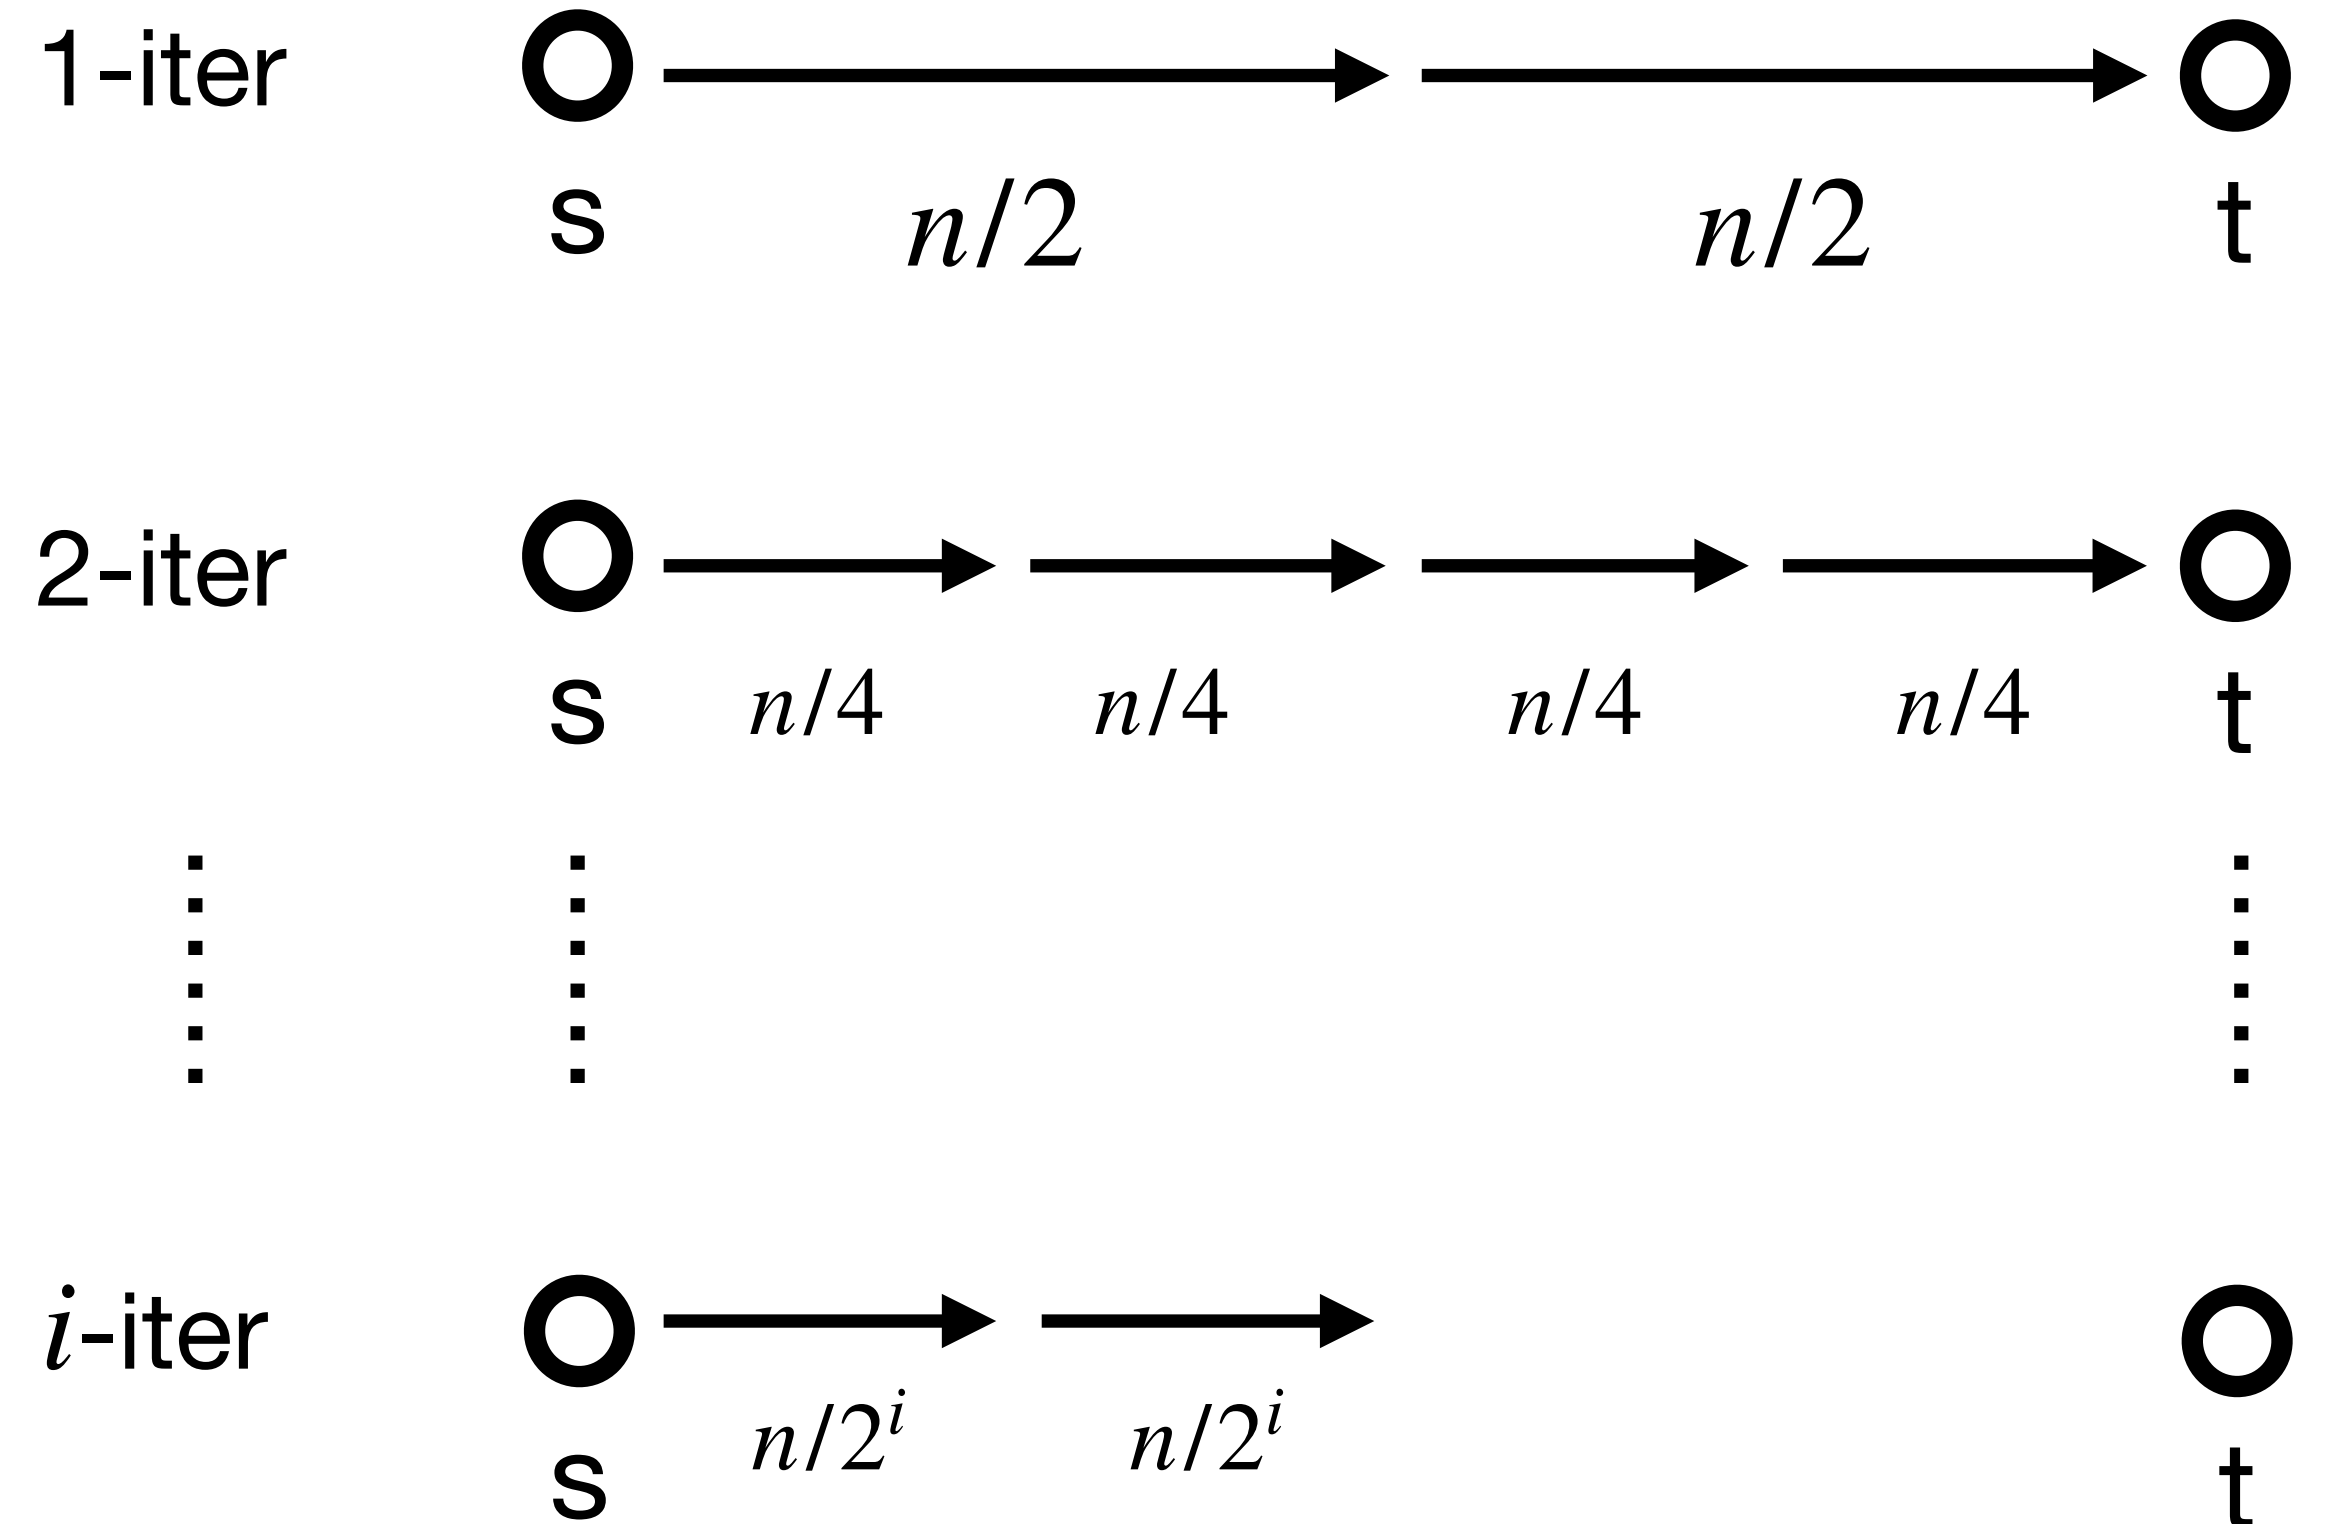 1-iter
s n/2 n/2 t
2-iter
s n/4 n/4 n/4 n/4 t
i-iter
s n/2^i n/2^i t